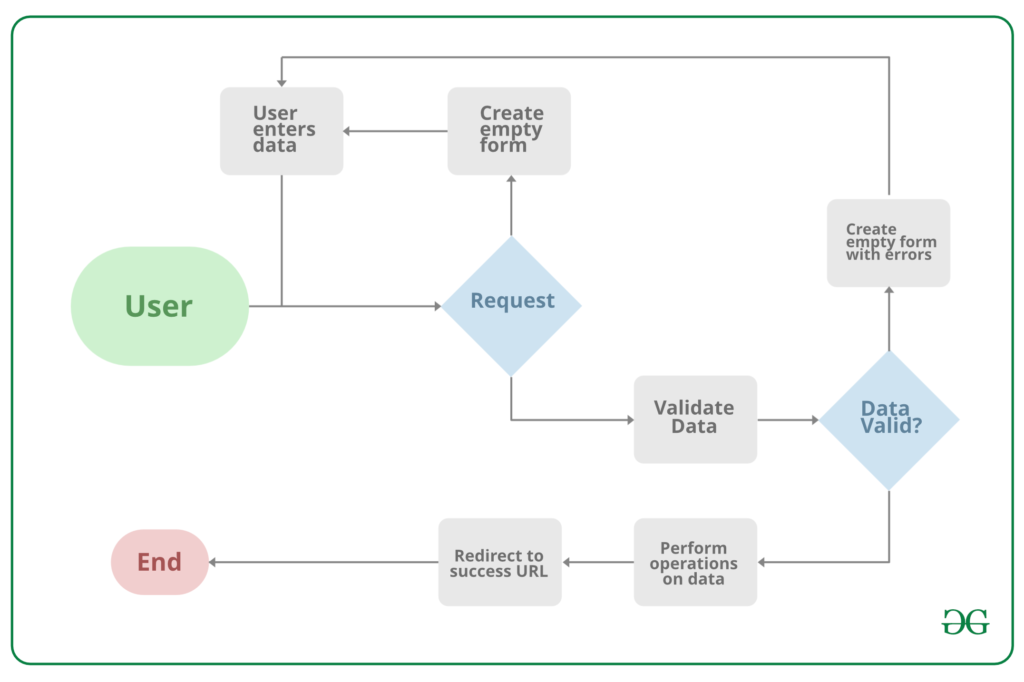 User
enters
data
Create
empty
form
Create
empty form
with errors
User
Request
Validate
Data
Data
Valid?
End
Redirect to
success URL
Perform
operations
on data